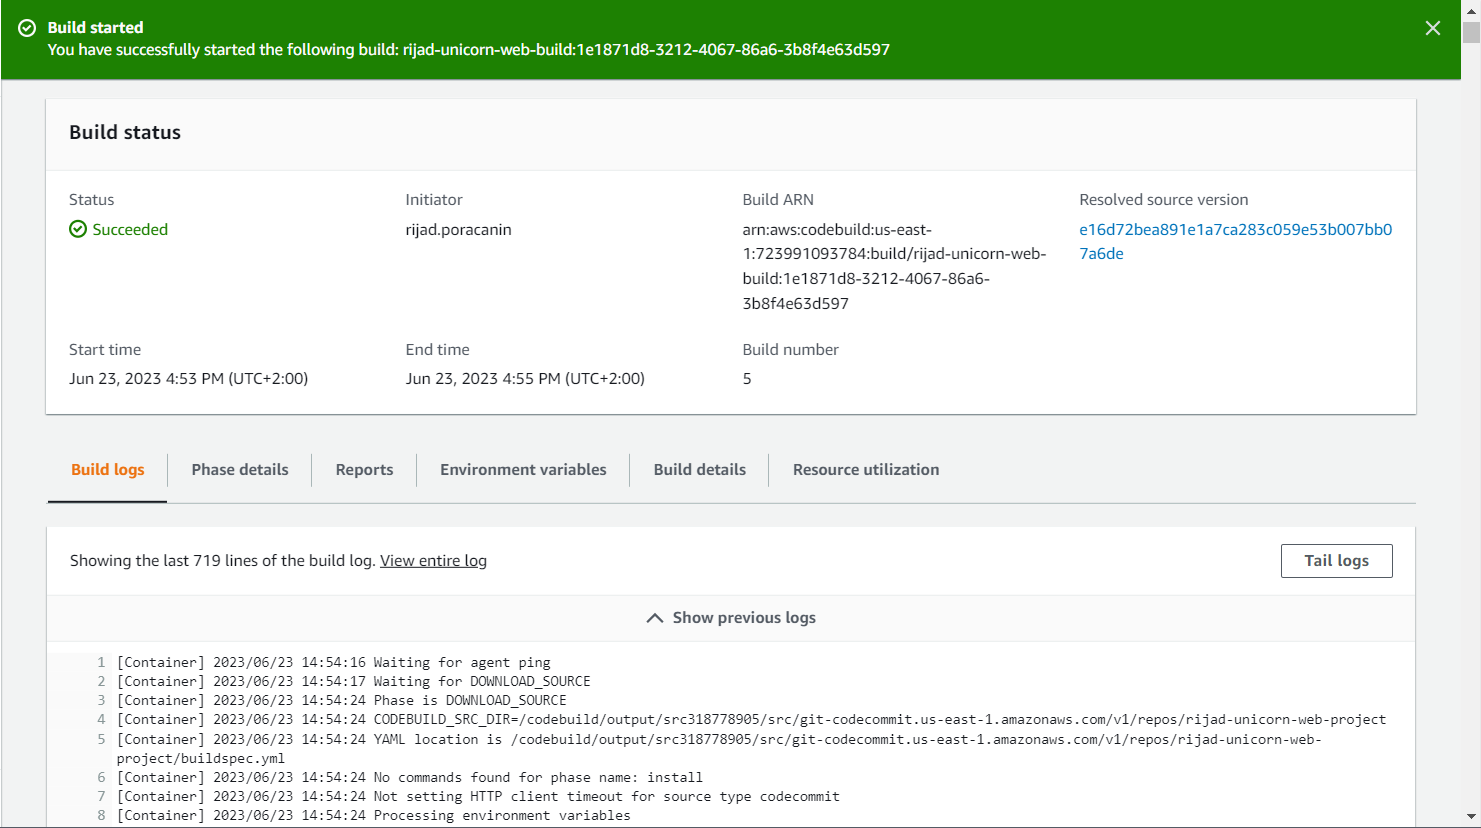 Build started
You have successfully started the following build: rijad-unicorn-web-build:1e1871d8-3212-4067-86a6-3b8f4e63d597
Build status
Status
Succeeded
Initiator
rijad.poracanin
Build ARN
arn:aws:codebuild:us-east-
1:723991093784:build/rijad-unicorn-web-
build:1e1871d8-3212-4067-86a6-
3b8f4e63d597
Resolved source version
e16d72bea891e1a7ca283c059e53b007bb0
7a6de
Start time
Jun 23, 2023 4:53 PM (UTC+2:00)
End time
Jun 23, 2023 4:55 PM (UTC+2:00)
Build number
5
Build logs
Phase details
Reports
Environment variables
Build details
Resource utilization
Showing the last 719 lines of the build log. View entire log
Tail logs
Show previous logs
1 [Container] 2023/06/23 14:54:16 Waiting for agent ping
2 [Container] 2023/06/23 14:54:17 Waiting for DOWNLOAD_SOURCE
3 [Container] 2023/06/23 14:54:24 Phase is DOWNLOAD_SOURCE
4 [Container] 2023/06/23 14:54:24 CODEBUILD_SRC_DIR=/codebuild/output/src318778905/src/git-codecommit.us-east-1.amazonaws.com/v1/repos/rijad-unicorn-web-project
5 [Container] 2023/06/23 14:54:24 YAML location is /codebuild/output/src318778905/src/git-codecommit.us-east-1.amazonaws.com/v1/repos/rijad-unicorn-web-
project/buildspec.yml
6 [Container] 2023/06/23 14:54:24 No commands found for phase name: install
7 [Container] 2023/06/23 14:54:24 Not setting HTTP client timeout for source type codecommit
8 [Container] 2023/06/23 14:54:24 Processing environment variables